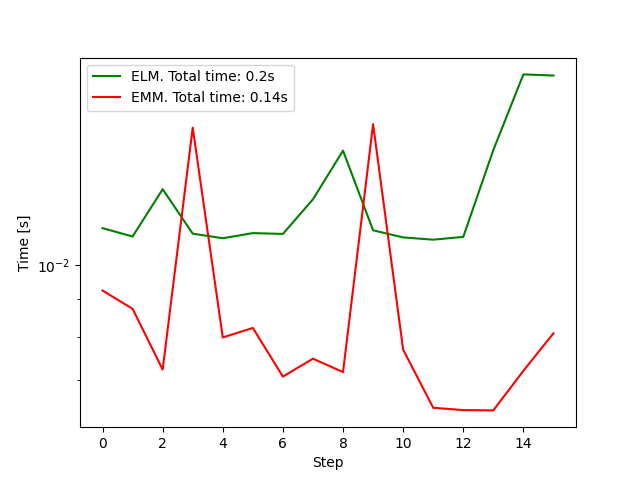 ELM. Total time: 0.2s
EMM. Total time: 0.14s
Time [s]
10⁻²
0 2 4 6 8 10 12 14
Step